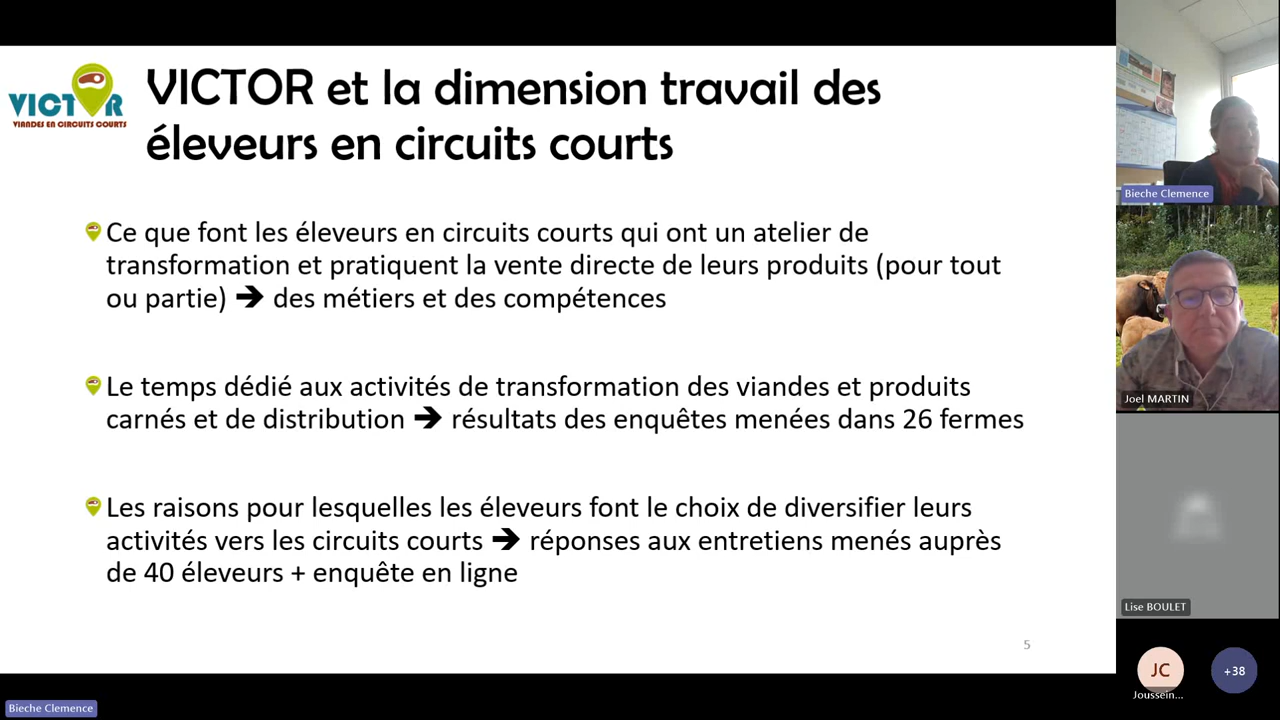 VICTOR
VIANDES EN CIRCUITS COURTS
VICTOR et la dimension travail des
éleveurs en circuits courts
Ce que font les éleveurs en circuits courts qui ont un atelier de
transformation et pratiquent la vente directe de leurs produits (pour tout
ou partie) ➔ des métiers et des compétences
Le temps dédié aux activités de transformation des viandes et produits
carnés et de distribution ➔ résultats des enquêtes menées dans 26 fermes
Les raisons pour lesquelles les éleveurs font le choix de diversifier leurs
activités vers les circuits courts ➔ réponses aux entretiens menés auprès
de 40 éleveurs + enquête en ligne
5
Bieche Clemence
Joel MARTIN
Lise BOULET
JC
+38
Joussein...
Bieche Clemence